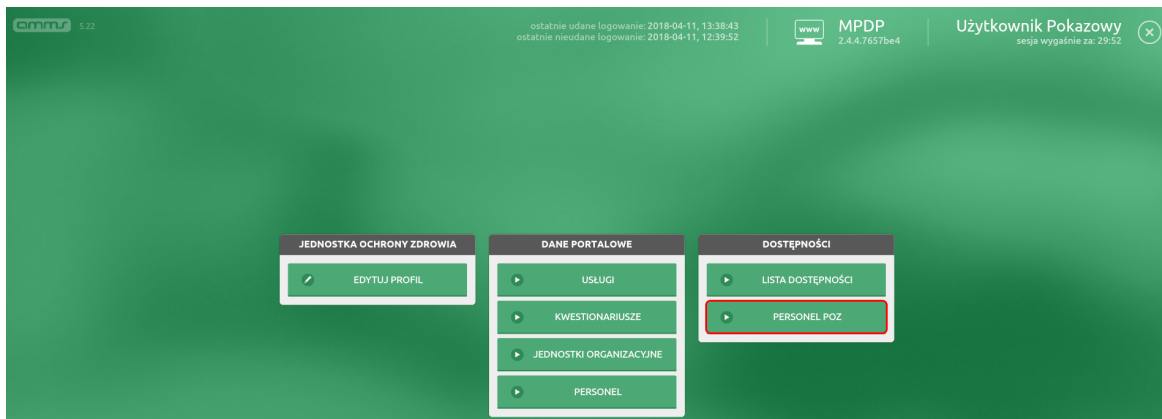 amms 5.22
ostatnie udane logowanie: 2018-04-11, 13:38:43
ostatnie nieudane logowanie: 2018-04-11, 12:39:52
www
MPDP
2.4.4.7657be4
Użytkownik Pokazowy
sesja wygaśnie za: 29:52
JEDNOSTKA OCHRONY ZDROWIA
EDYTUJ PROFIL
DANE PORTALOWE
USŁUGI
KWESTIONARIUSZE
JEDNOSTKI ORGANIZACYJNE
PERSONEL
DOSTĘPNOŚCI
LISTA DOSTĘPNOŚCI
PERSONEL POZ